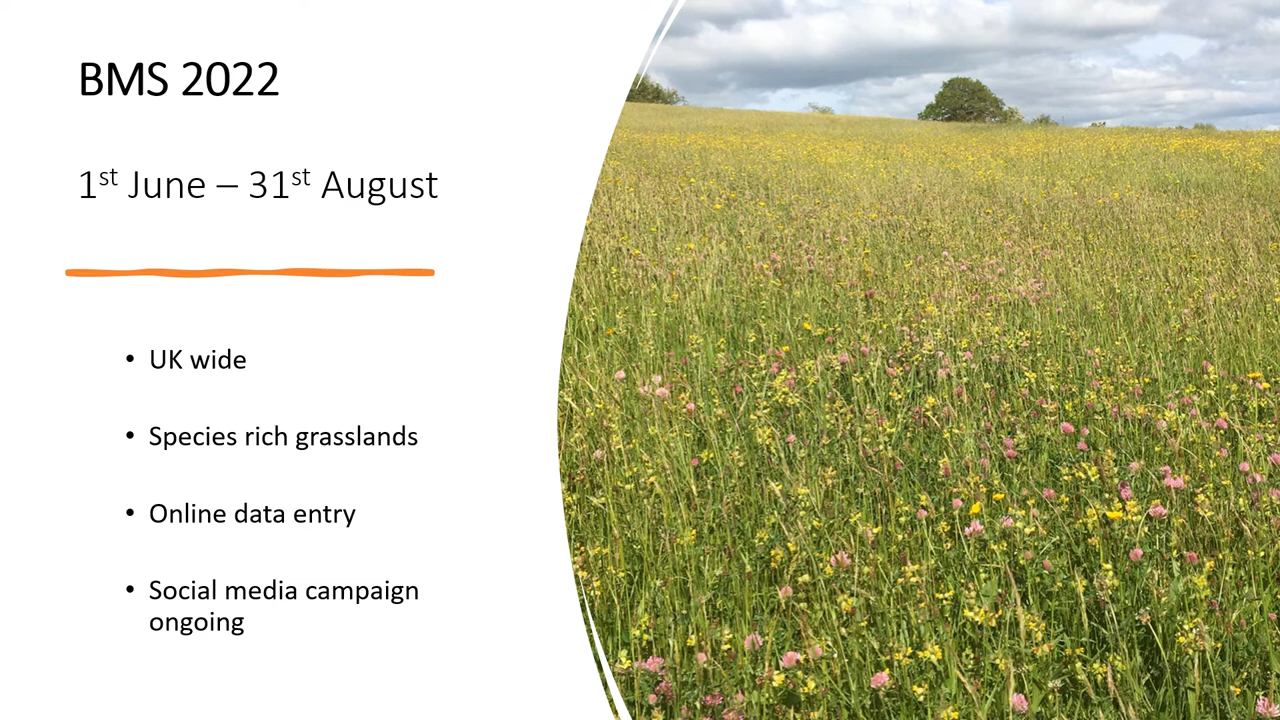 BMS 2022
1st June – 31st August
• UK wide
• Species rich grasslands
• Online data entry
• Social media campaign
ongoing